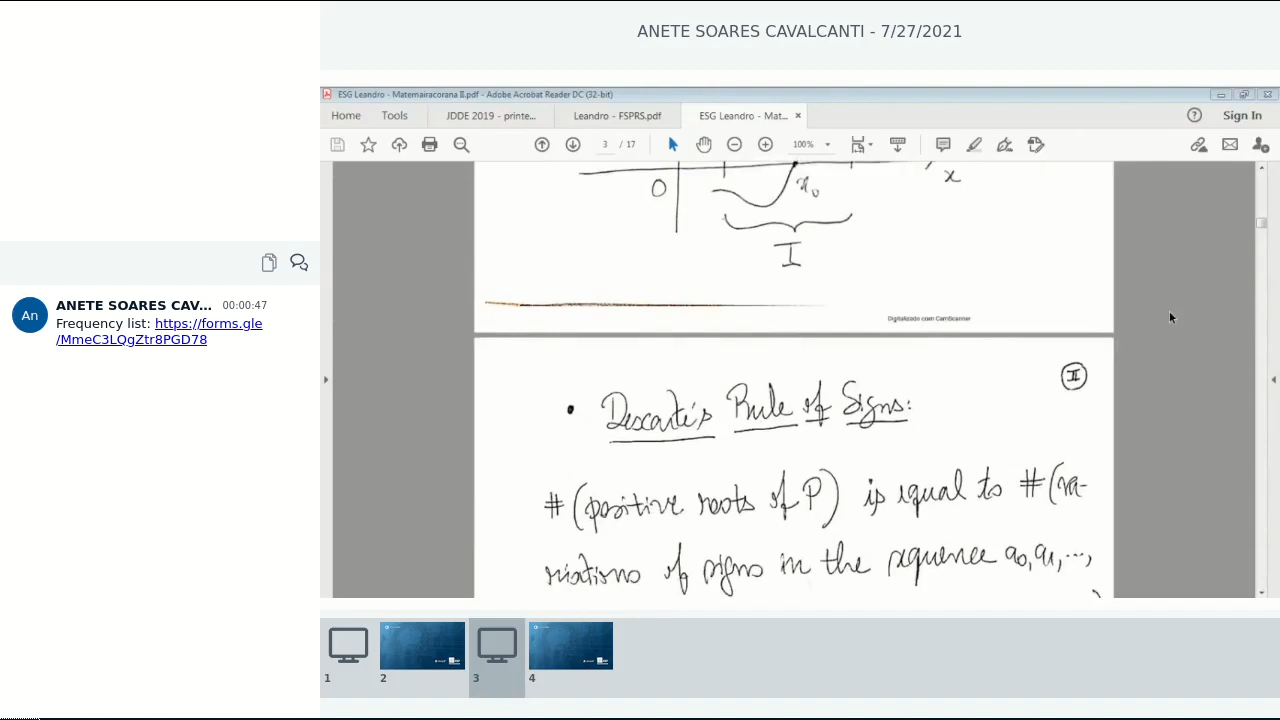 ANETE SOARES CAVALCANTI - 7/27/2021
ESG Leandro - Matemairacorana II.pdf - Adobe Acrobat Reader DC (32-bit)
Home
Tools
JDDE 2019 - printe...
Leandro - FSPRS.pdf
ESG Leandro - Mat...
×
Sign In
3 / 17
100%
0
x₀
x
I
Digitalizado com CamScanner
II
• Descarte's Rule of Signs:
#(positive roots of P) is equal to #(va-
riations of signs in the sequence a₀, a₁, ...,
An
ANETE SOARES CAV...
00:00:47
Frequency list: https://forms.gle
/MmeC3LQgZtr8PGD78
1
2
3
4